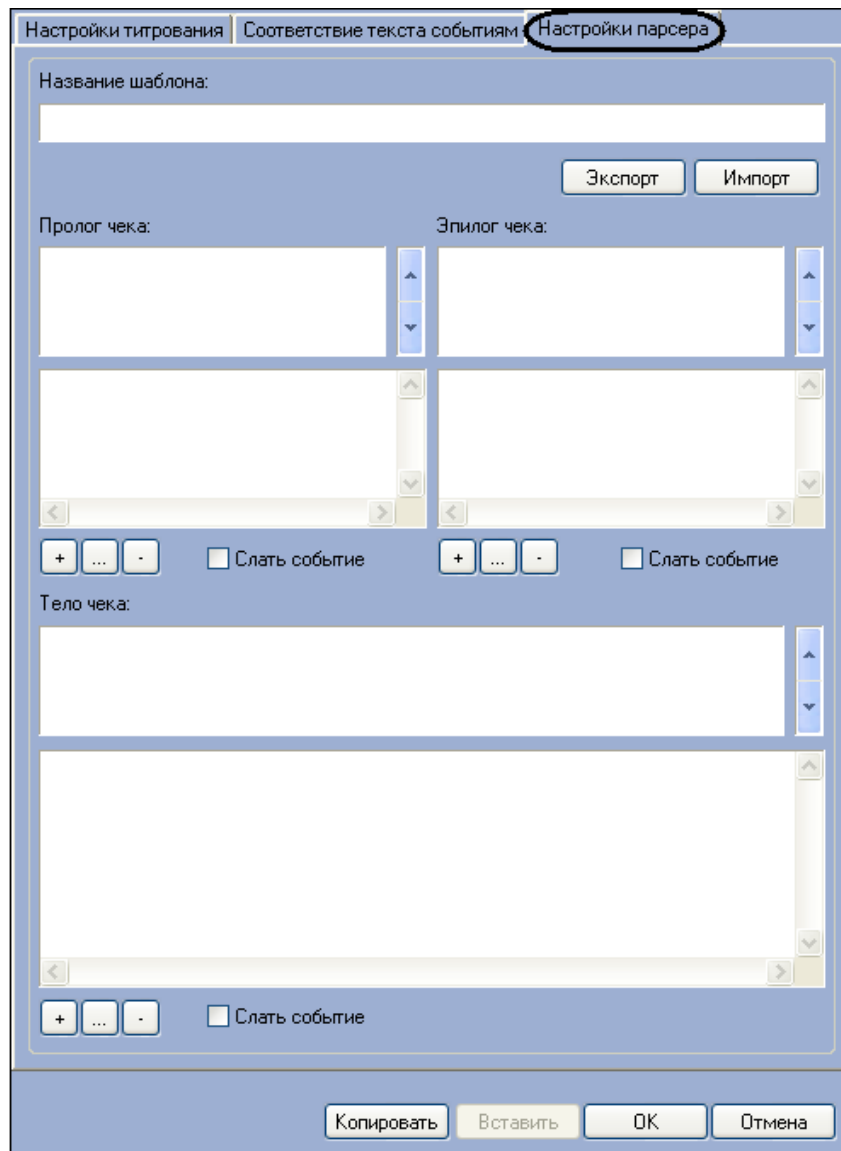 Настройки титрования Соответствие текста событиям Настройки парсера
Название шаблона:
Экспорт Импорт
Пролог чека: Эпилог чека:
+ ... - Слать событие + ... - Слать событие
Тело чека:
+ ... - Слать событие
Копировать Вставить OK Отмена